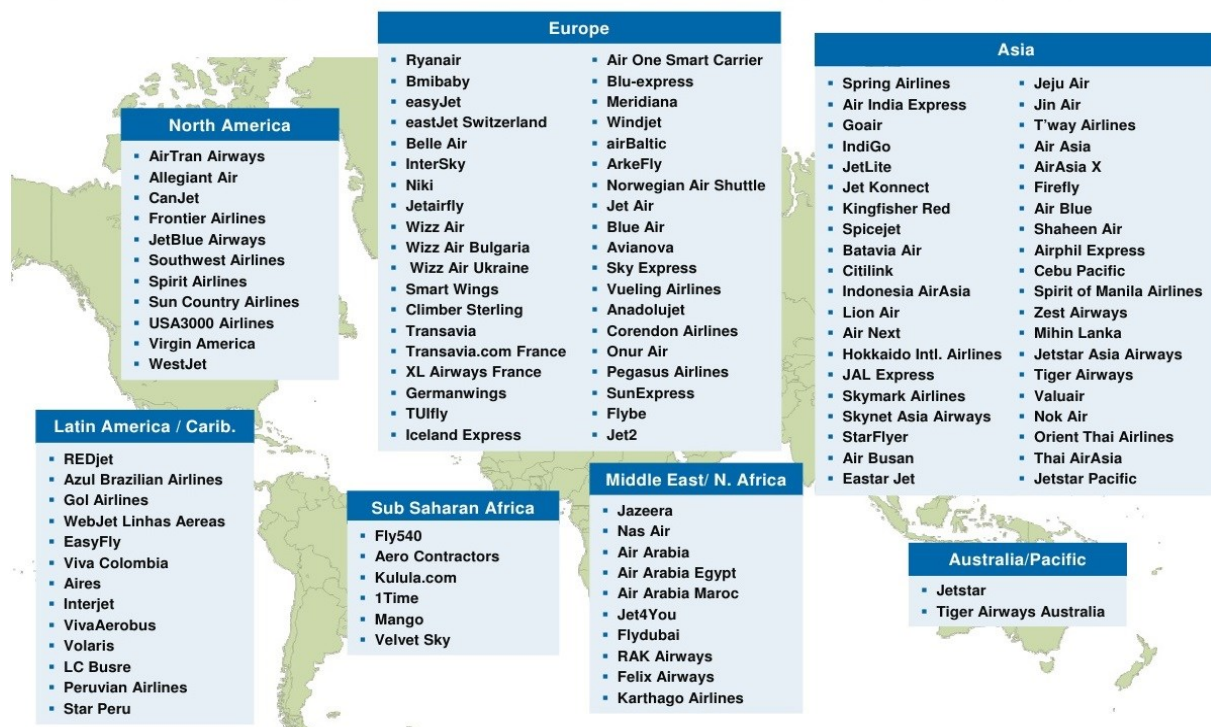 Europe
Ryanair
Bmibaby
easyJet
eastJet Switzerland
Belle Air
InterSky
Niki
Jetairfly
Wizz Air
Wizz Air Bulgaria
Wizz Air Ukraine
Smart Wings
Climber Sterling
Transavia
Transavia.com France
XL Airways France
Germanwings
TUIfly
Iceland Express
Air One Smart Carrier
Blu-express
Meridiana
Windjet
airBaltic
ArkeFly
Norwegian Air Shuttle
Jet Air
Blue Air
Avianova
Sky Express
Vueling Airlines
Anadolujet
Corendon Airlines
Onur Air
Pegasus Airlines
SunExpress
Flybe
Jet2
Asia
Spring Airlines
Air India Express
Goair
IndiGo
JetLite
Jet Konnect
Kingfisher Red
Spicejet
Batavia Air
Citilink
Indonesia AirAsia
Lion Air
Air Next
Hokkaido Intl. Airlines
JAL Express
Skymark Airlines
Skynet Asia Airways
StarFlyer
Air Busan
Eastar Jet
Jeju Air
Jin Air
T'way Airlines
Air Asia
AirAsia X
Firefly
Air Blue
Shaheen Air
Airphil Express
Cebu Pacific
Spirit of Manila Airlines
Zest Airways
Mihin Lanka
Jetstar Asia Airways
Tiger Airways
Valuair
Nok Air
Orient Thai Airlines
Thai AirAsia
Jetstar Pacific
North America
AirTran Airways
Allegiant Air
CanJet
Frontier Airlines
JetBlue Airways
Southwest Airlines
Spirit Airlines
Sun Country Airlines
USA3000 Airlines
Virgin America
WestJet
Latin America / Carib.
REDjet
Azul Brazilian Airlines
Gol Airlines
WebJet Linhas Aereas
EasyFly
Viva Colombia
Aires
Interjet
VivaAerobus
Volaris
LC Busre
Peruvian Airlines
Star Peru
Sub Saharan Africa
Fly540
Aero Contractors
Kulula.com
1Time
Mango
Velvet Sky
Middle East/ N. Africa
Jazeera
Nas Air
Air Arabia
Air Arabia Egypt
Air Arabia Maroc
Jet4You
Flydubai
RAK Airways
Felix Airways
Karthago Airlines
Australia/Pacific
Jetstar
Tiger Airways Australia